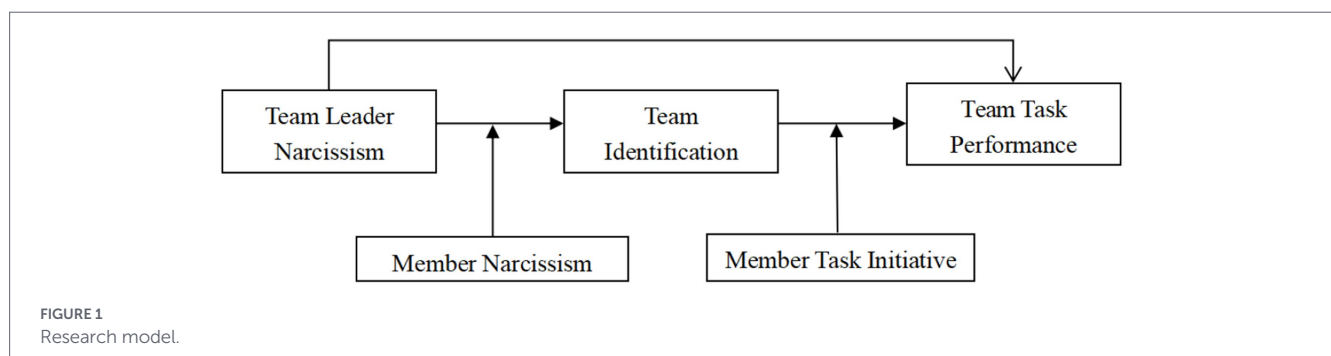 Team Leader
Narcissism
Team
Identification
Team Task
Performance
Member Narcissism
Member Task Initiative
FIGURE 1
Research model.